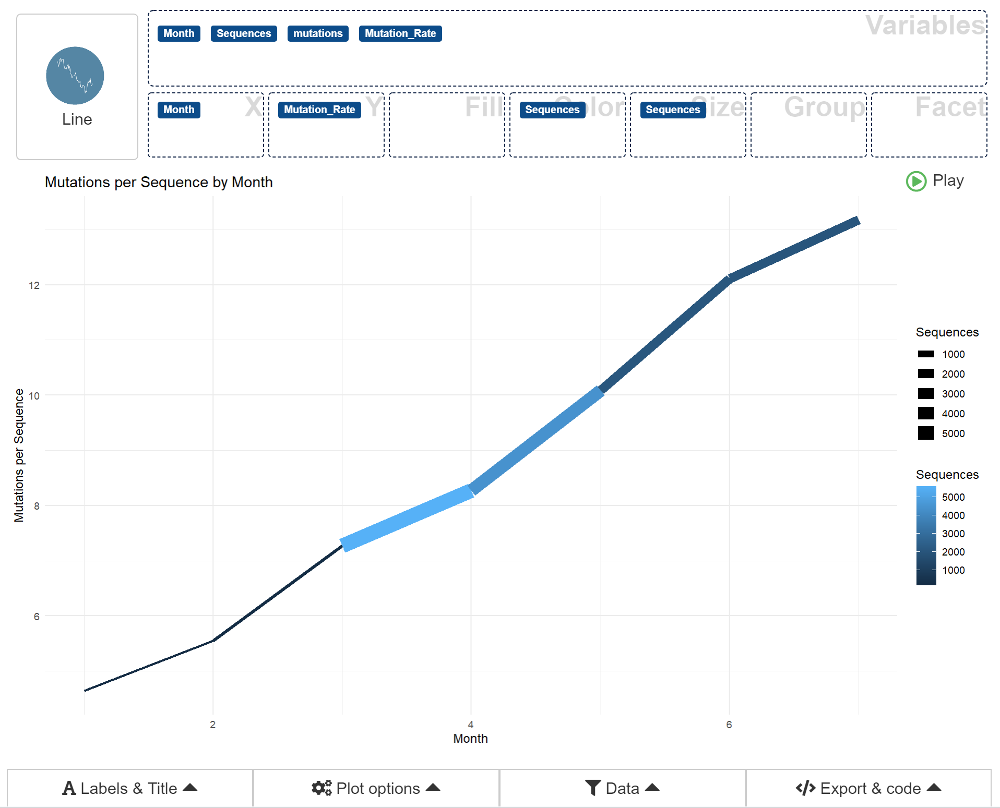 Variables
Month Sequences mutations Mutation_Rate
Line
X Y Fill Color Size Group Facet
Month Mutation_Rate Sequences Sequences
Mutations per Sequence by Month
Play
12
10
8
6
Mutations per Sequence
2 4 6
Month
Sequences
1000
2000
3000
4000
5000
Sequences
5000
4000
3000
2000
1000
Labels & Title
Plot options
Data
Export & code